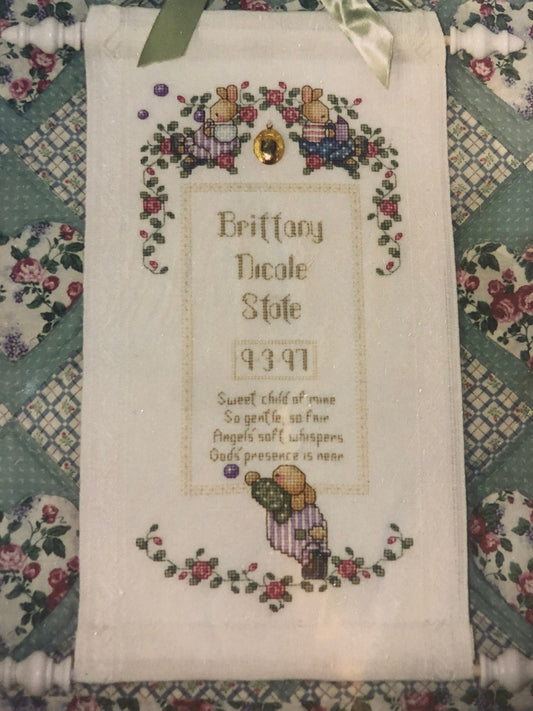 Brittany
Nicole
State
9·3·97
Sweet child of mine
So gentle, so fair
Angels' soft whispers
Gods' presence is near